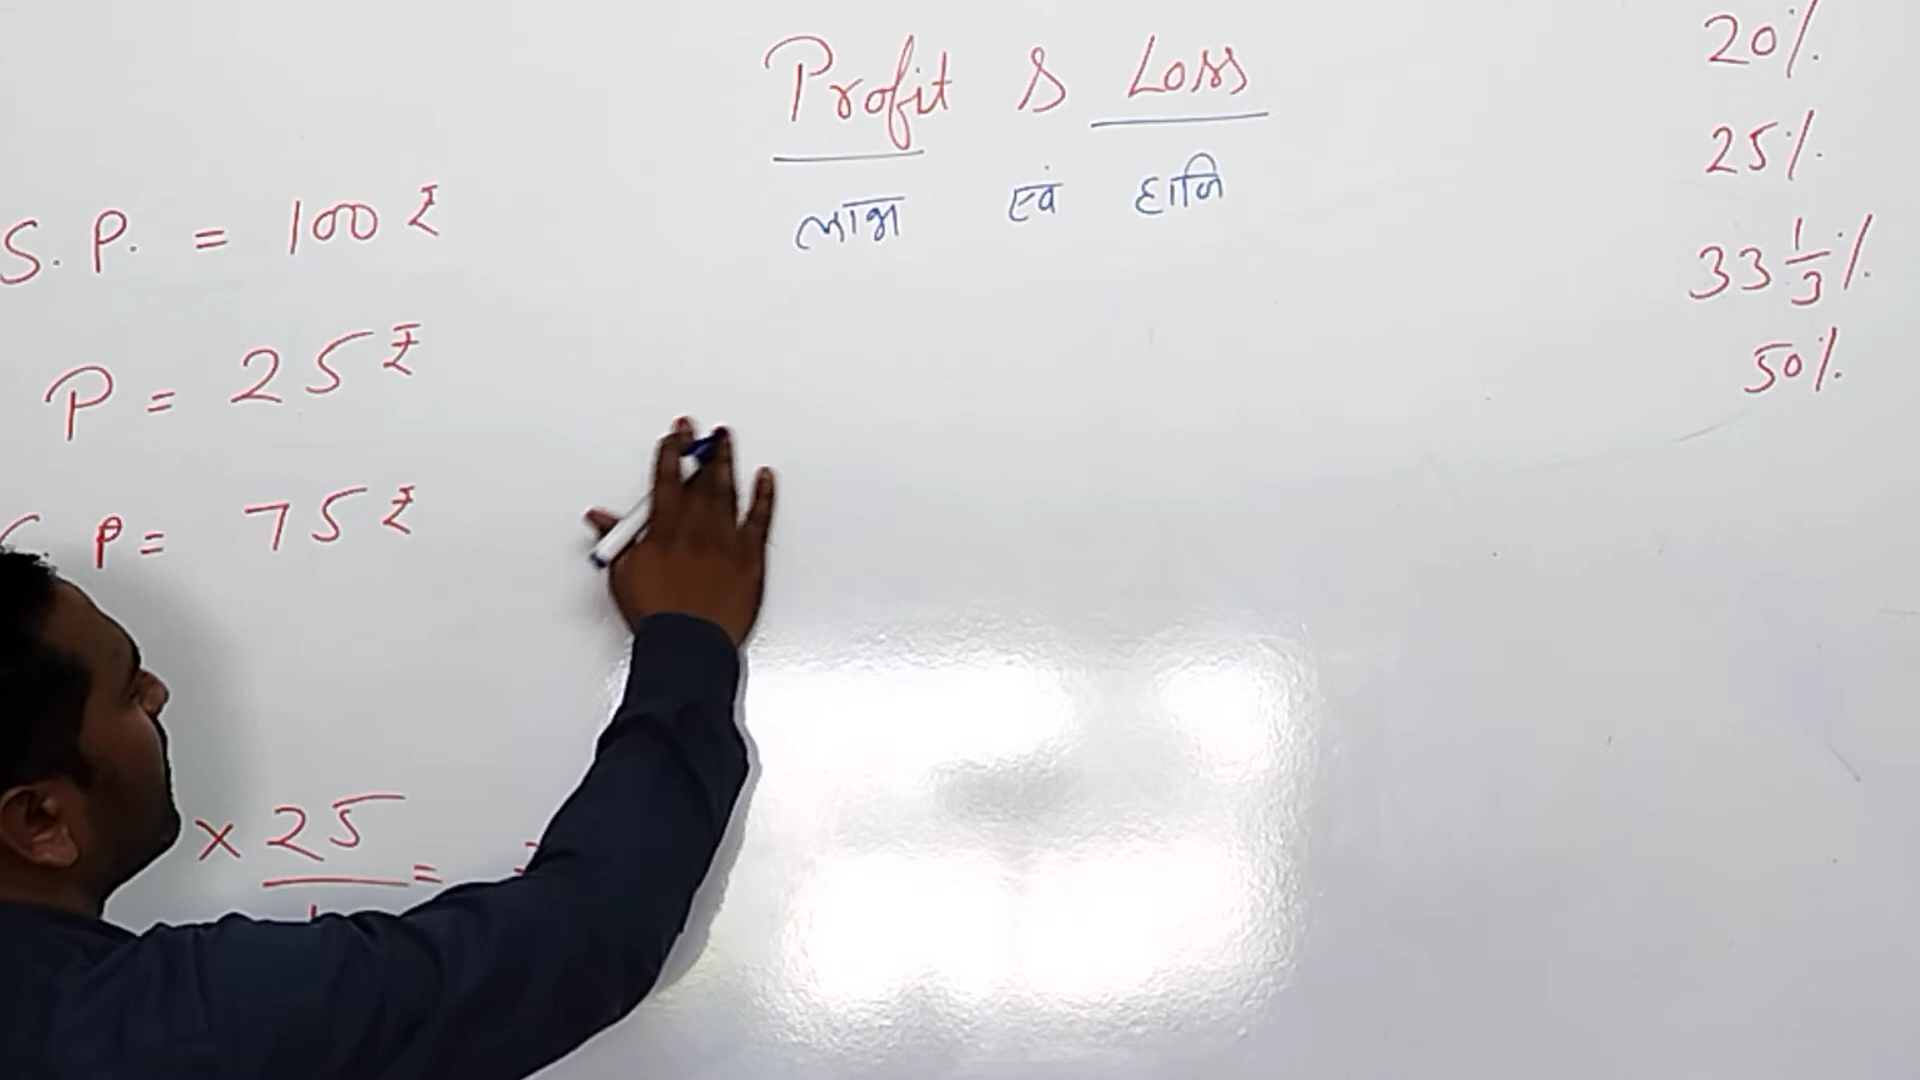 Profit & Loss
लाभ एवं हानि
S. P. = 100 ₹
P = 25 ₹
C. P = 75 ₹
× 25
=
20%
25%
33 1/3 %
50%